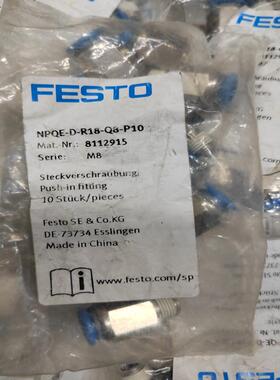 FESTO
NPQE-D-R18-Q8-P10
Mat.-Nr.: 8112915
Serie: M8
Steckverschraubung
Push-in fitting
10 Stück/pieces
Festo SE & Co.KG
DE-73734 Esslingen
Made in China
www.festo.com/sp